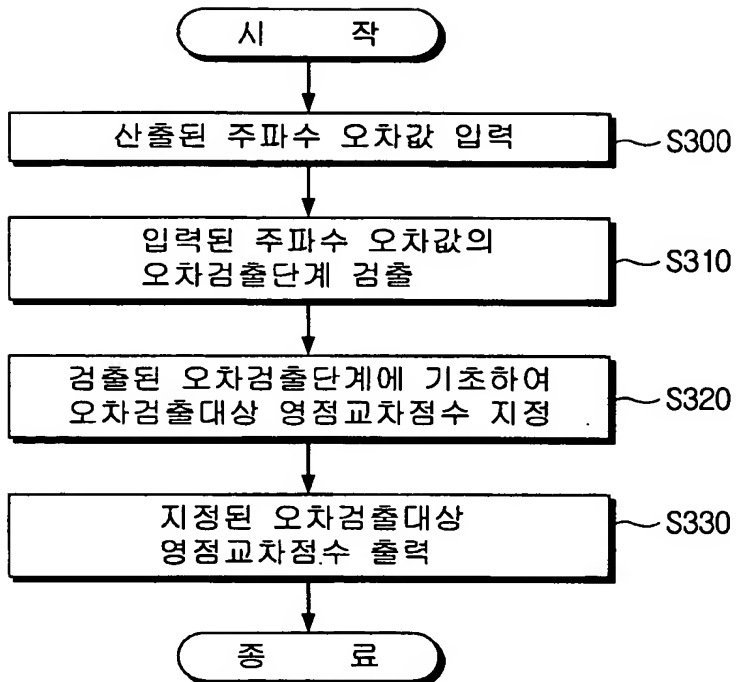 시 작
산출된 주파수 오차값 입력
S300
입력된 주파수 오차값의
오차검출단계 검출
S310
검출된 오차검출단계에 기초하여
오차검출대상 영점교차점수 지정
S320
지정된 오차검출대상
영점교차점수 출력
S330
종 료